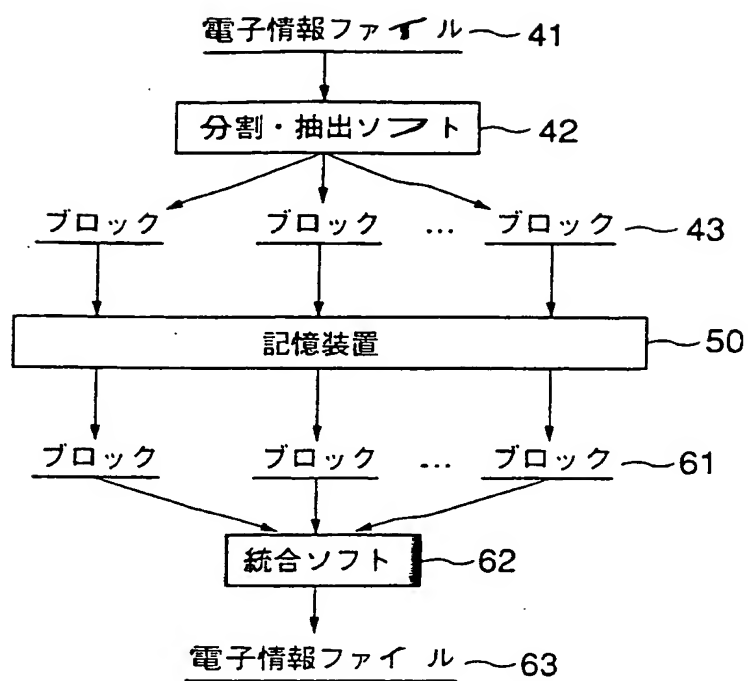 電子情報ファイル 41
分割・抽出ソフト 42
ブロック ブロック … ブロック 43
記憶装置 50
ブロック ブロック … ブロック 61
統合ソフト 62
電子情報ファイル 63